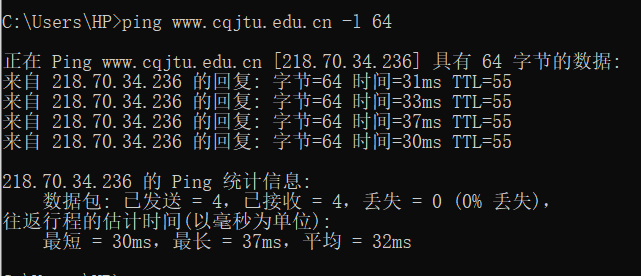 C:\Users\HP>ping www.cqjtu.edu.cn -l 64
正在 Ping www.cqjtu.edu.cn [218.70.34.236] 具有 64 字节的数据:
来自 218.70.34.236 的回复: 字节=64 时间=31ms TTL=55
来自 218.70.34.236 的回复: 字节=64 时间=33ms TTL=55
来自 218.70.34.236 的回复: 字节=64 时间=37ms TTL=55
来自 218.70.34.236 的回复: 字节=64 时间=30ms TTL=55
218.70.34.236 的 Ping 统计信息:
数据包: 已发送 = 4，已接收 = 4，丢失 = 0 (0% 丢失)，
往返行程的估计时间(以毫秒为单位):
最短 = 30ms，最长 = 37ms，平均 = 32ms